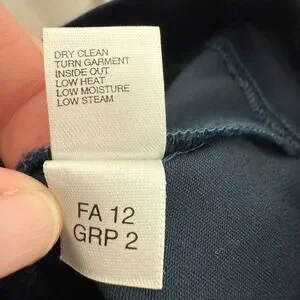 DRY CLEAN
TURN GARMENT
INSIDE OUT
LOW HEAT
LOW MOISTURE
LOW STEAM
FA 12
GRP 2